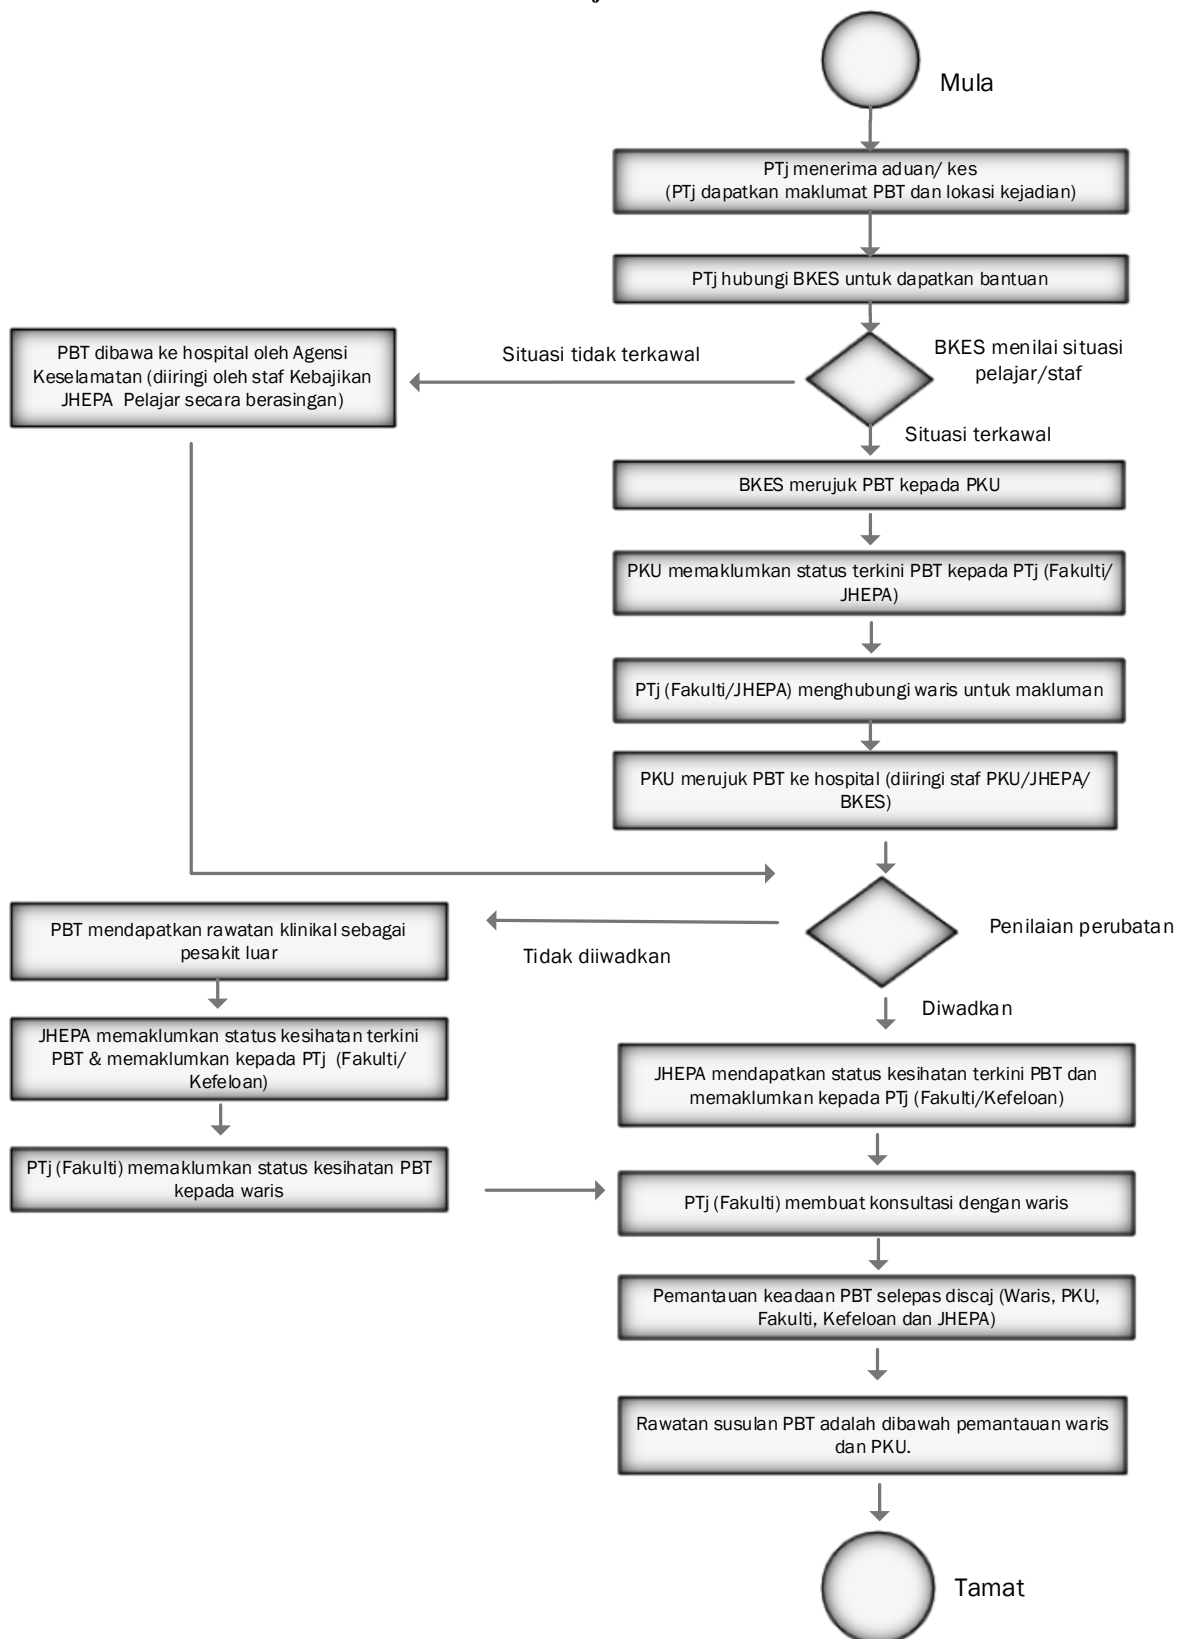 Mula
PTj menerima aduan/ kes
(PTj dapatkan maklumat PBT dan lokasi kejadian)
PTj hubungi BKES untuk dapatkan bantuan
BKES menilai situasi
pelajar/staf
Situasi tidak terkawal
PBT dibawa ke hospital oleh Agensi
Keselamatan (diiringi oleh staf Kebajikan
JHEPA Pelajar secara berasingan)
Situasi terkawal
BKES merujuk PBT kepada PKU
PKU memaklumkan status terkini PBT kepada PTj (Fakulti/
JHEPA)
PTj (Fakulti/JHEPA) menghubungi waris untuk makluman
PKU merujuk PBT ke hospital (diiringi staf PKU/JHEPA/
BKES)
Penilaian perubatan
Tidak diiwadkan
PBT mendapatkan rawatan klinikal sebagai
pesakit luar
JHEPA memaklumkan status kesihatan terkini
PBT & memaklumkan kepada PTj (Fakulti/
Kefeloan)
PTj (Fakulti) memaklumkan status kesihatan PBT
kepada waris
Diwadkan
JHEPA mendapatkan status kesihatan terkini PBT dan
memaklumkan kepada PTj (Fakulti/Kefeloan)
PTj (Fakulti) membuat konsultasi dengan waris
Pemantauan keadaan PBT selepas discaj (Waris, PKU,
Fakulti, Kefeloan dan JHEPA)
Rawatan susulan PBT adalah dibawah pemantauan waris
dan PKU.
Tamat